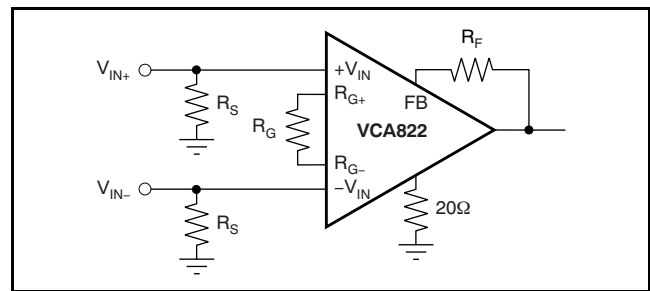 R_F
V_IN+
+V_IN
R_S
R_G+
FB
R_G
VCA822
R_G−
V_IN−
−V_IN
R_S
20Ω